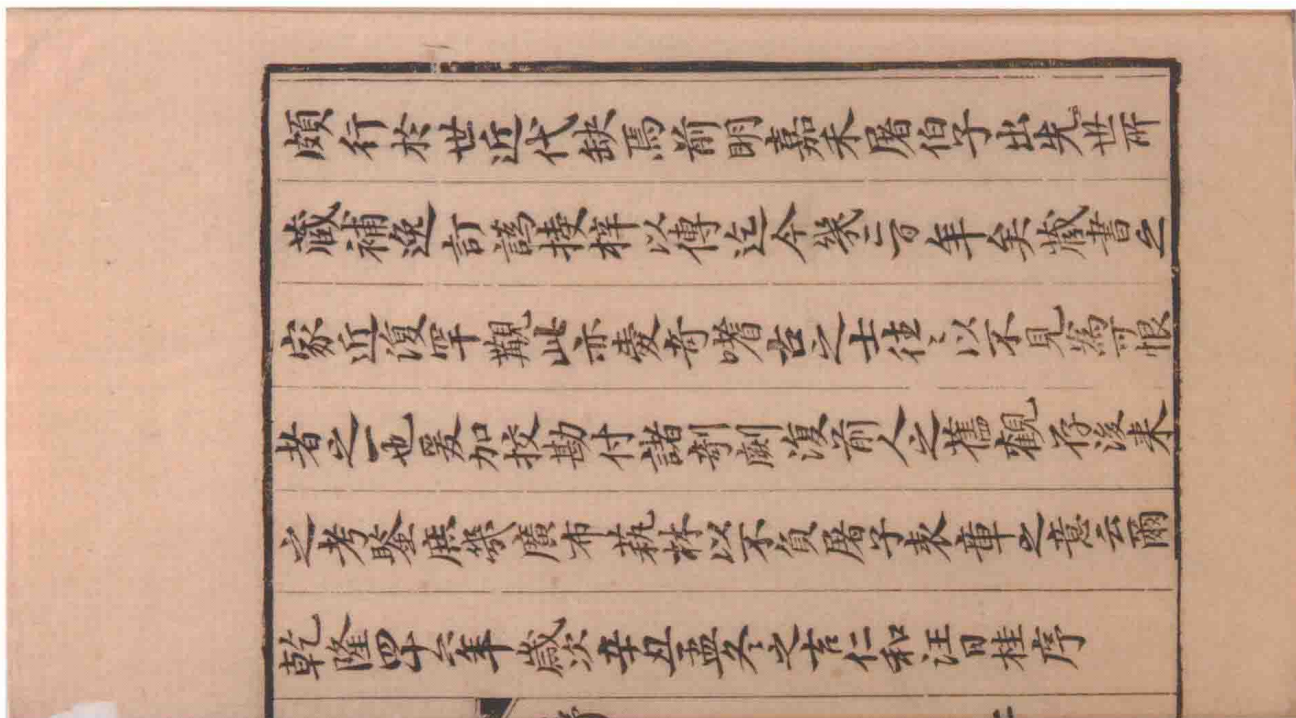 頗行於世近代缺焉前明嘉禾屠伯子出先世所
藏補逸訂譌授梓以傳迄今幾二百年矣藏書之
家近復罕覯此亦愛奇嗜古之士往〻以不見為可恨
者之一也爰加挍勘付諸剞劂復前人之舊觀存後来
之考鑒庶幾廣布藝林以不負屠子表章之意云爾
乾隆四十六年歲次辛丑孟冬之吉仁和汪日桂序